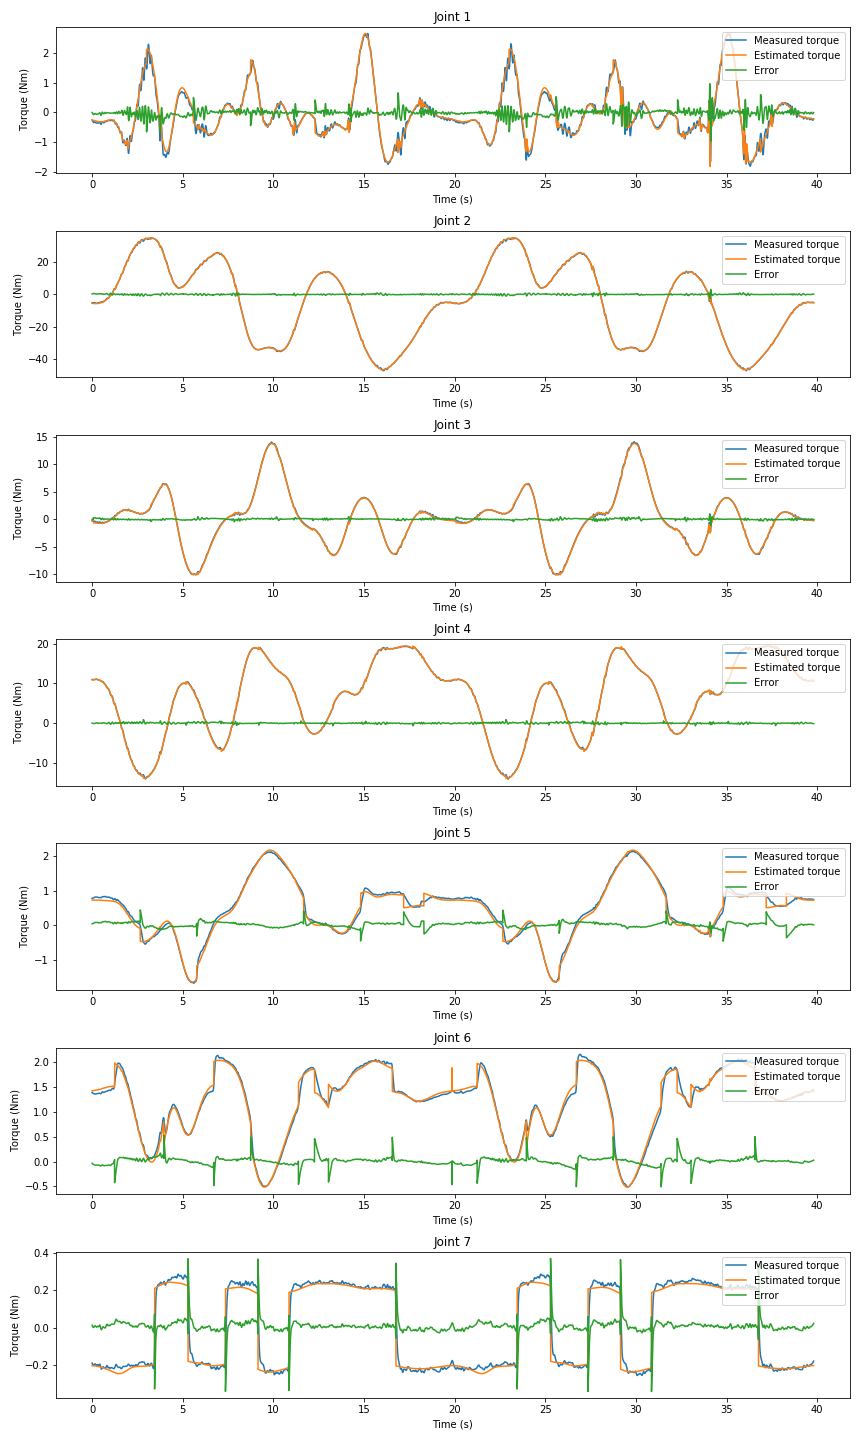 Joint 1
Torque (Nm)
2
1
0
−1
−2
Measured torque
Estimated torque
Error
0 5 10 15 20 25 30 35 40
Time (s)
Joint 2
Torque (Nm)
20
0
−20
−40
Measured torque
Estimated torque
Error
0 5 10 15 20 25 30 35 40
Time (s)
Joint 3
Torque (Nm)
15
10
5
0
−5
−10
Measured torque
Estimated torque
Error
0 5 10 15 20 25 30 35 40
Time (s)
Joint 4
Torque (Nm)
20
10
0
−10
Measured torque
Estimated torque
Error
0 5 10 15 20 25 30 35 40
Time (s)
Joint 5
Torque (Nm)
2
1
0
−1
Measured torque
Estimated torque
Error
0 5 10 15 20 25 30 35 40
Time (s)
Joint 6
Torque (Nm)
2.0
1.5
1.0
0.5
0.0
−0.5
Measured torque
Estimated torque
Error
0 5 10 15 20 25 30 35 40
Time (s)
Joint 7
Torque (Nm)
0.4
0.2
0.0
−0.2
Measured torque
Estimated torque
Error
0 5 10 15 20 25 30 35 40
Time (s)